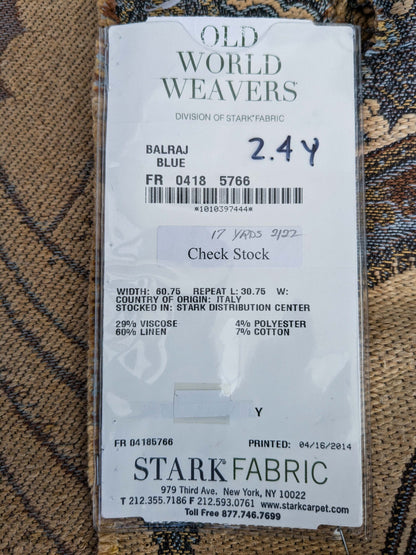 OLD
WORLD
WEAVERS
DIVISION OF STARK FABRIC
BALRAJ
BLUE
2.4 Y
FR 0418 5766
*1010397444*
17 YRDS 2/22
Check Stock
WIDTH: 60.75 REPEAT L: 30.75 W:
COUNTRY OF ORIGIN: ITALY
STOCKED IN: STARK DISTRIBUTION CENTER
29% VISCOSE 4% POLYESTER
60% LINEN 7% COTTON
Y
FR 04185766 PRINTED: 04/16/2014
STARK FABRIC
979 Third Ave. New York, NY 10022
T 212.355.7186 F 212.593.0761 www.starkcarpet.com
Toll Free 877.746.7699